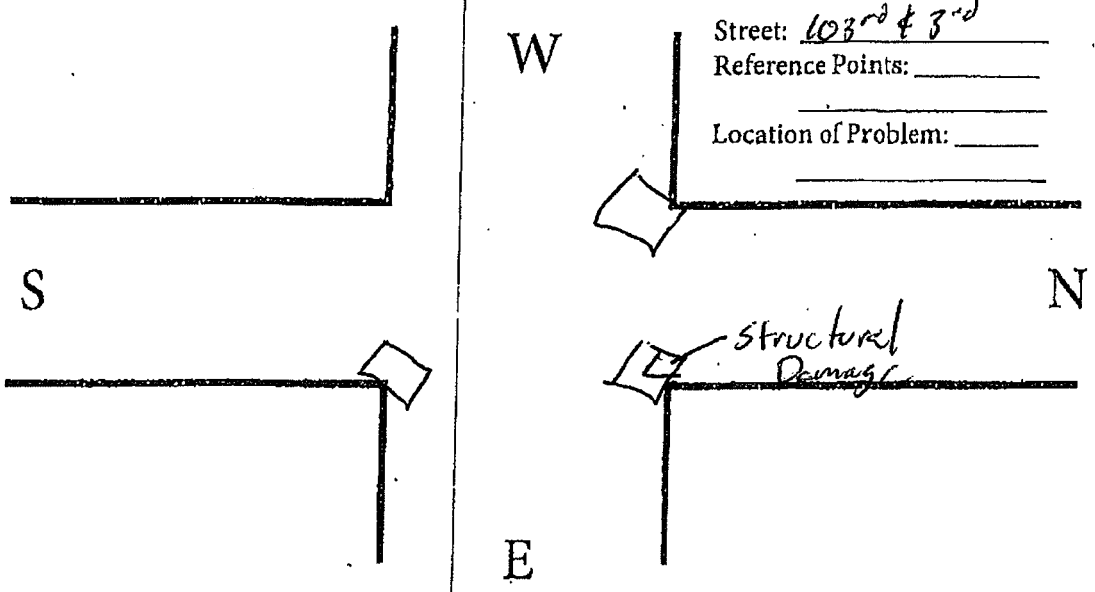 W
Street: 103rd & 3rd
Reference Points:
Location of Problem:
S
N
Structural
Damage
E